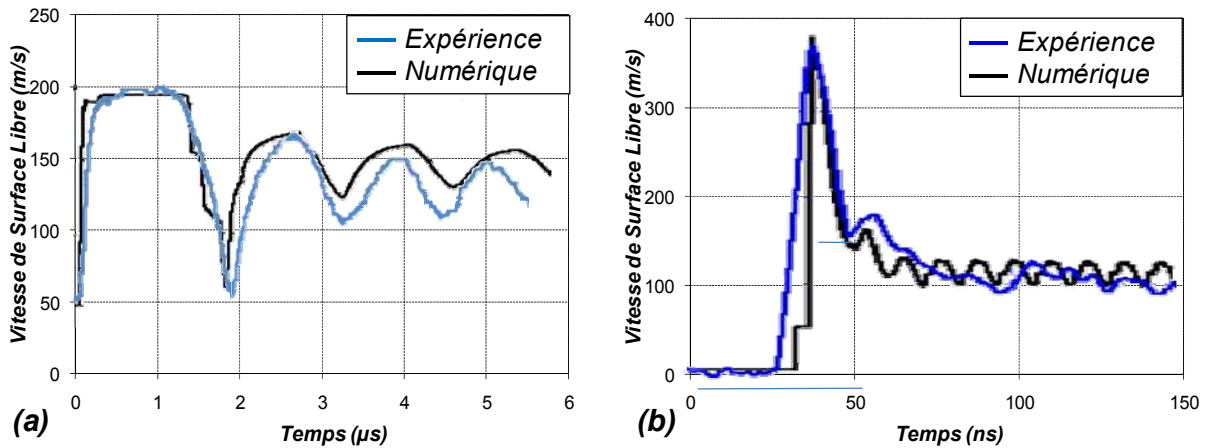 Vitesse de Surface Libre (m/s)
250
200
150
100
50
0
Expérience
Numérique
0 1 2 3 4 5 6
Temps (µs)
(a)
Vitesse de Surface Libre (m/s)
400
300
200
100
0
Expérience
Numérique
0 50 100 150
Temps (ns)
(b)